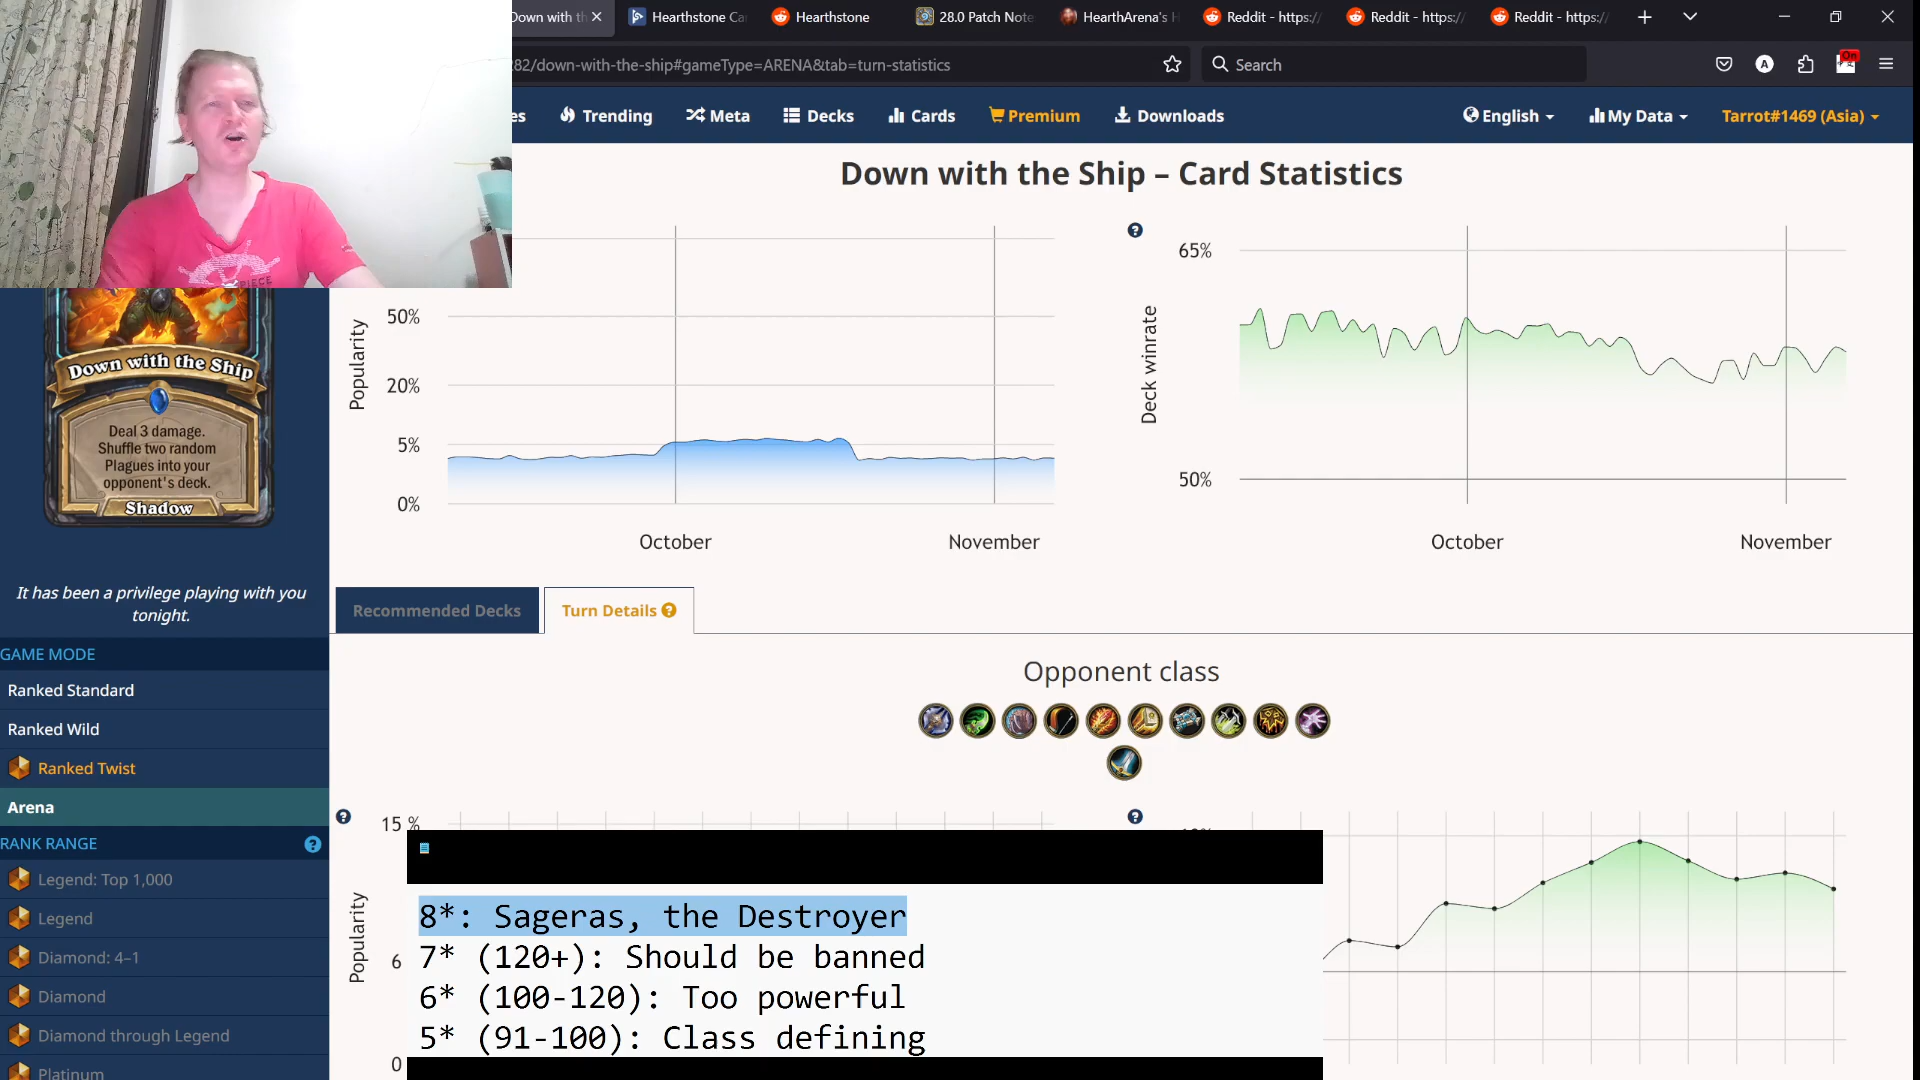 Down with th
Hearthstone Ca
Hearthstone
28.0 Patch Note
HearthArena's H
Reddit - https:/
Reddit - https://
Reddit - https:/
82/down-with-the-ship#gameType=ARENA&tab=turn-statistics
Search
A
On
es
Trending
Meta
Decks
Cards
Premium
Downloads
English
My Data
Tarrot#1469 (Asia)
Down with the Ship – Card Statistics
PIECE
Popularity
50%
20%
5%
0%
October
November
Deck winrate
65%
50%
October
November
Down with the Ship
Deal 3 damage.
Shuffle two random
Plagues into your
opponent's deck.
Shadow
It has been a privilege playing with you
tonight.
GAME MODE
Ranked Standard
Ranked Wild
Ranked Twist
Arena
RANK RANGE
Legend: Top 1,000
Legend
Diamond: 4–1
Diamond
Diamond through Legend
Platinum
Recommended Decks
Turn Details
Opponent class
15 %
Popularity
6
0
8*: Sageras, the Destroyer
7* (120+): Should be banned
6* (100-120): Too powerful
5* (91-100): Class defining